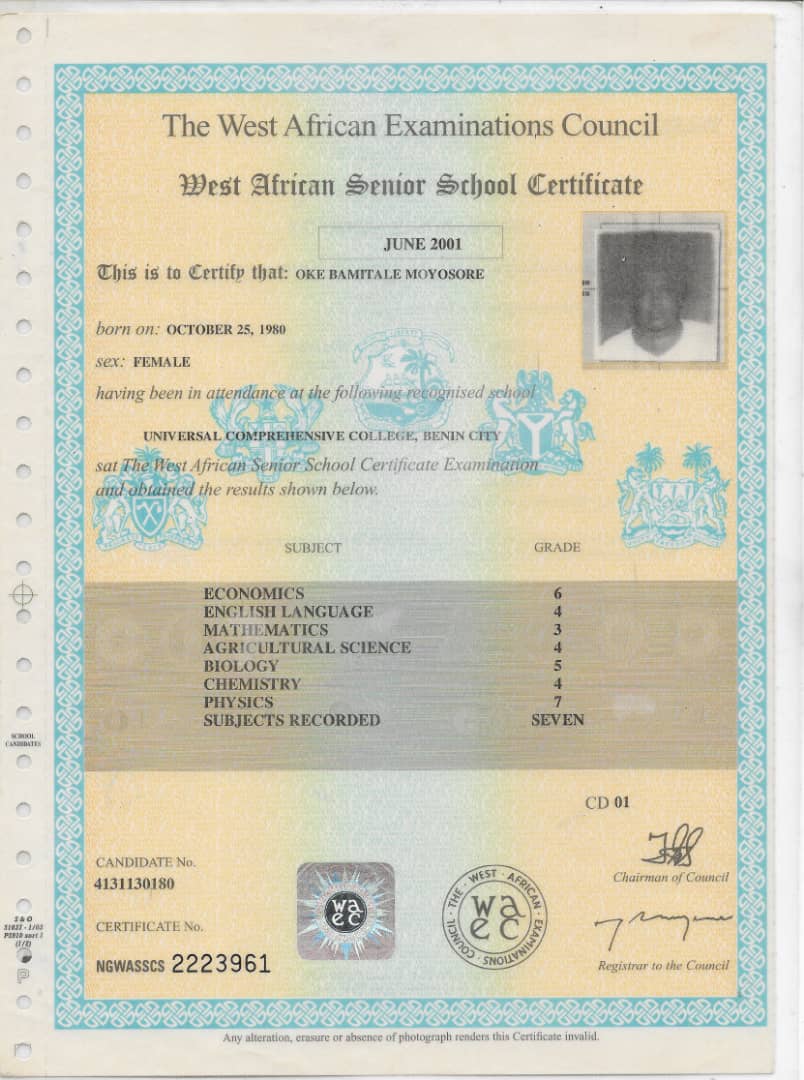 The West African Examinations Council
West African Senior School Certificate
JUNE 2001
This is to Certify that: OKE BAMITALE MOYOSORE
born on: OCTOBER 25, 1980
sex: FEMALE
having been in attendance at the following recognised school
UNIVERSAL COMPREHENSIVE COLLEGE, BENIN CITY
sat The West African Senior School Certificate Examination
and obtained the results shown below.
SUBJECT GRADE
ECONOMICS 6
ENGLISH LANGUAGE 4
MATHEMATICS 3
AGRICULTURAL SCIENCE 4
BIOLOGY 5
CHEMISTRY 4
PHYSICS 7
SUBJECTS RECORDED SEVEN
SCHOOL
CANDIDATES
CD 01
Chairman of Council
CANDIDATE No.
4131130180
CERTIFICATE No.
NGWASSCS 2223961
waec
THE · WEST · AFRICAN · EXAMINATIONS · COUNCIL ·
waec
Registrar to the Council
Any alteration, erasure or absence of photograph renders this Certificate invalid.